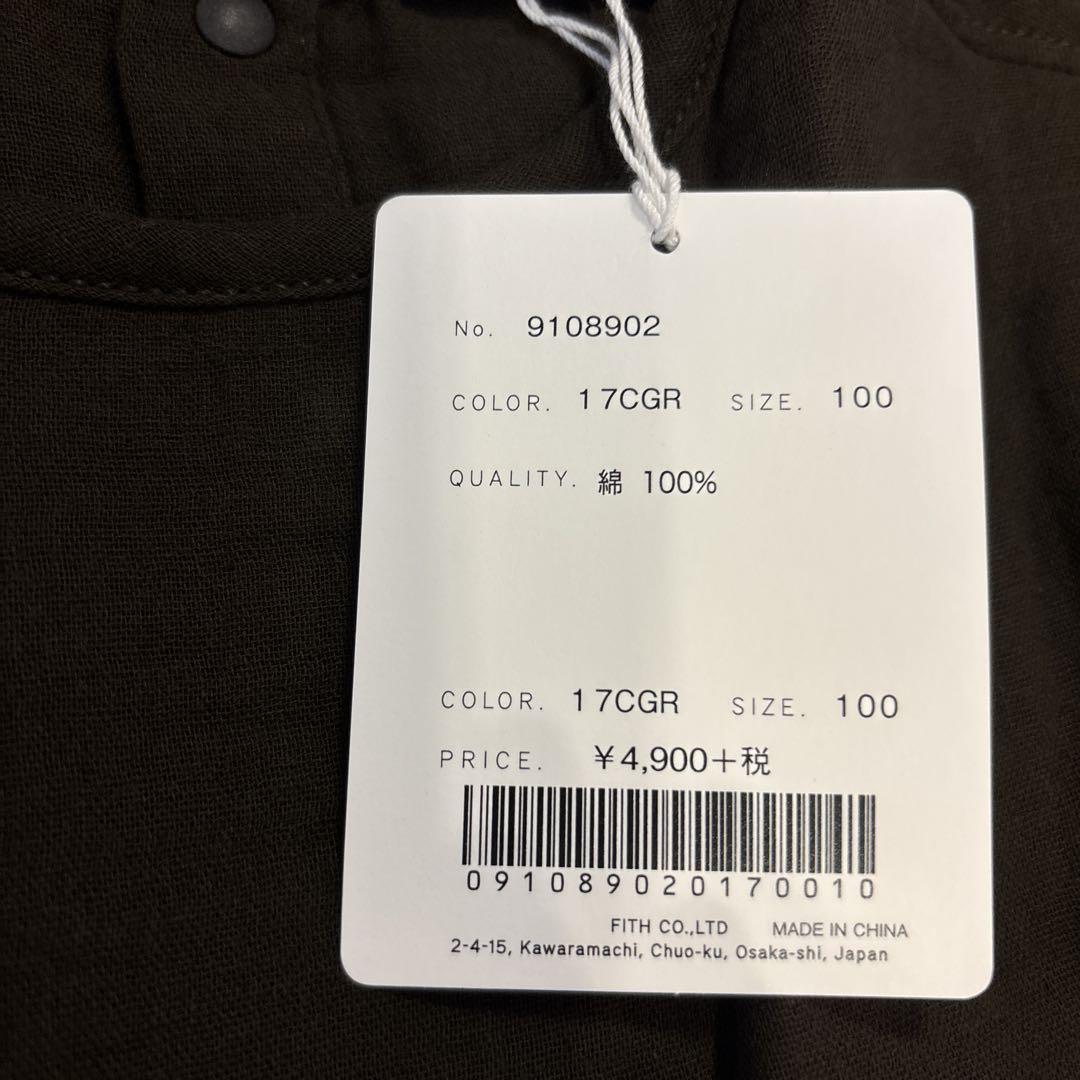 No. 9108902
COLOR. 17CGR SIZE. 100
QUALITY. 綿 100%
COLOR. 17CGR SIZE. 100
PRICE. ¥4,900+税
091089020170010
FITH CO.,LTD MADE IN CHINA
2-4-15, Kawaramachi, Chuo-ku, Osaka-shi, Japan